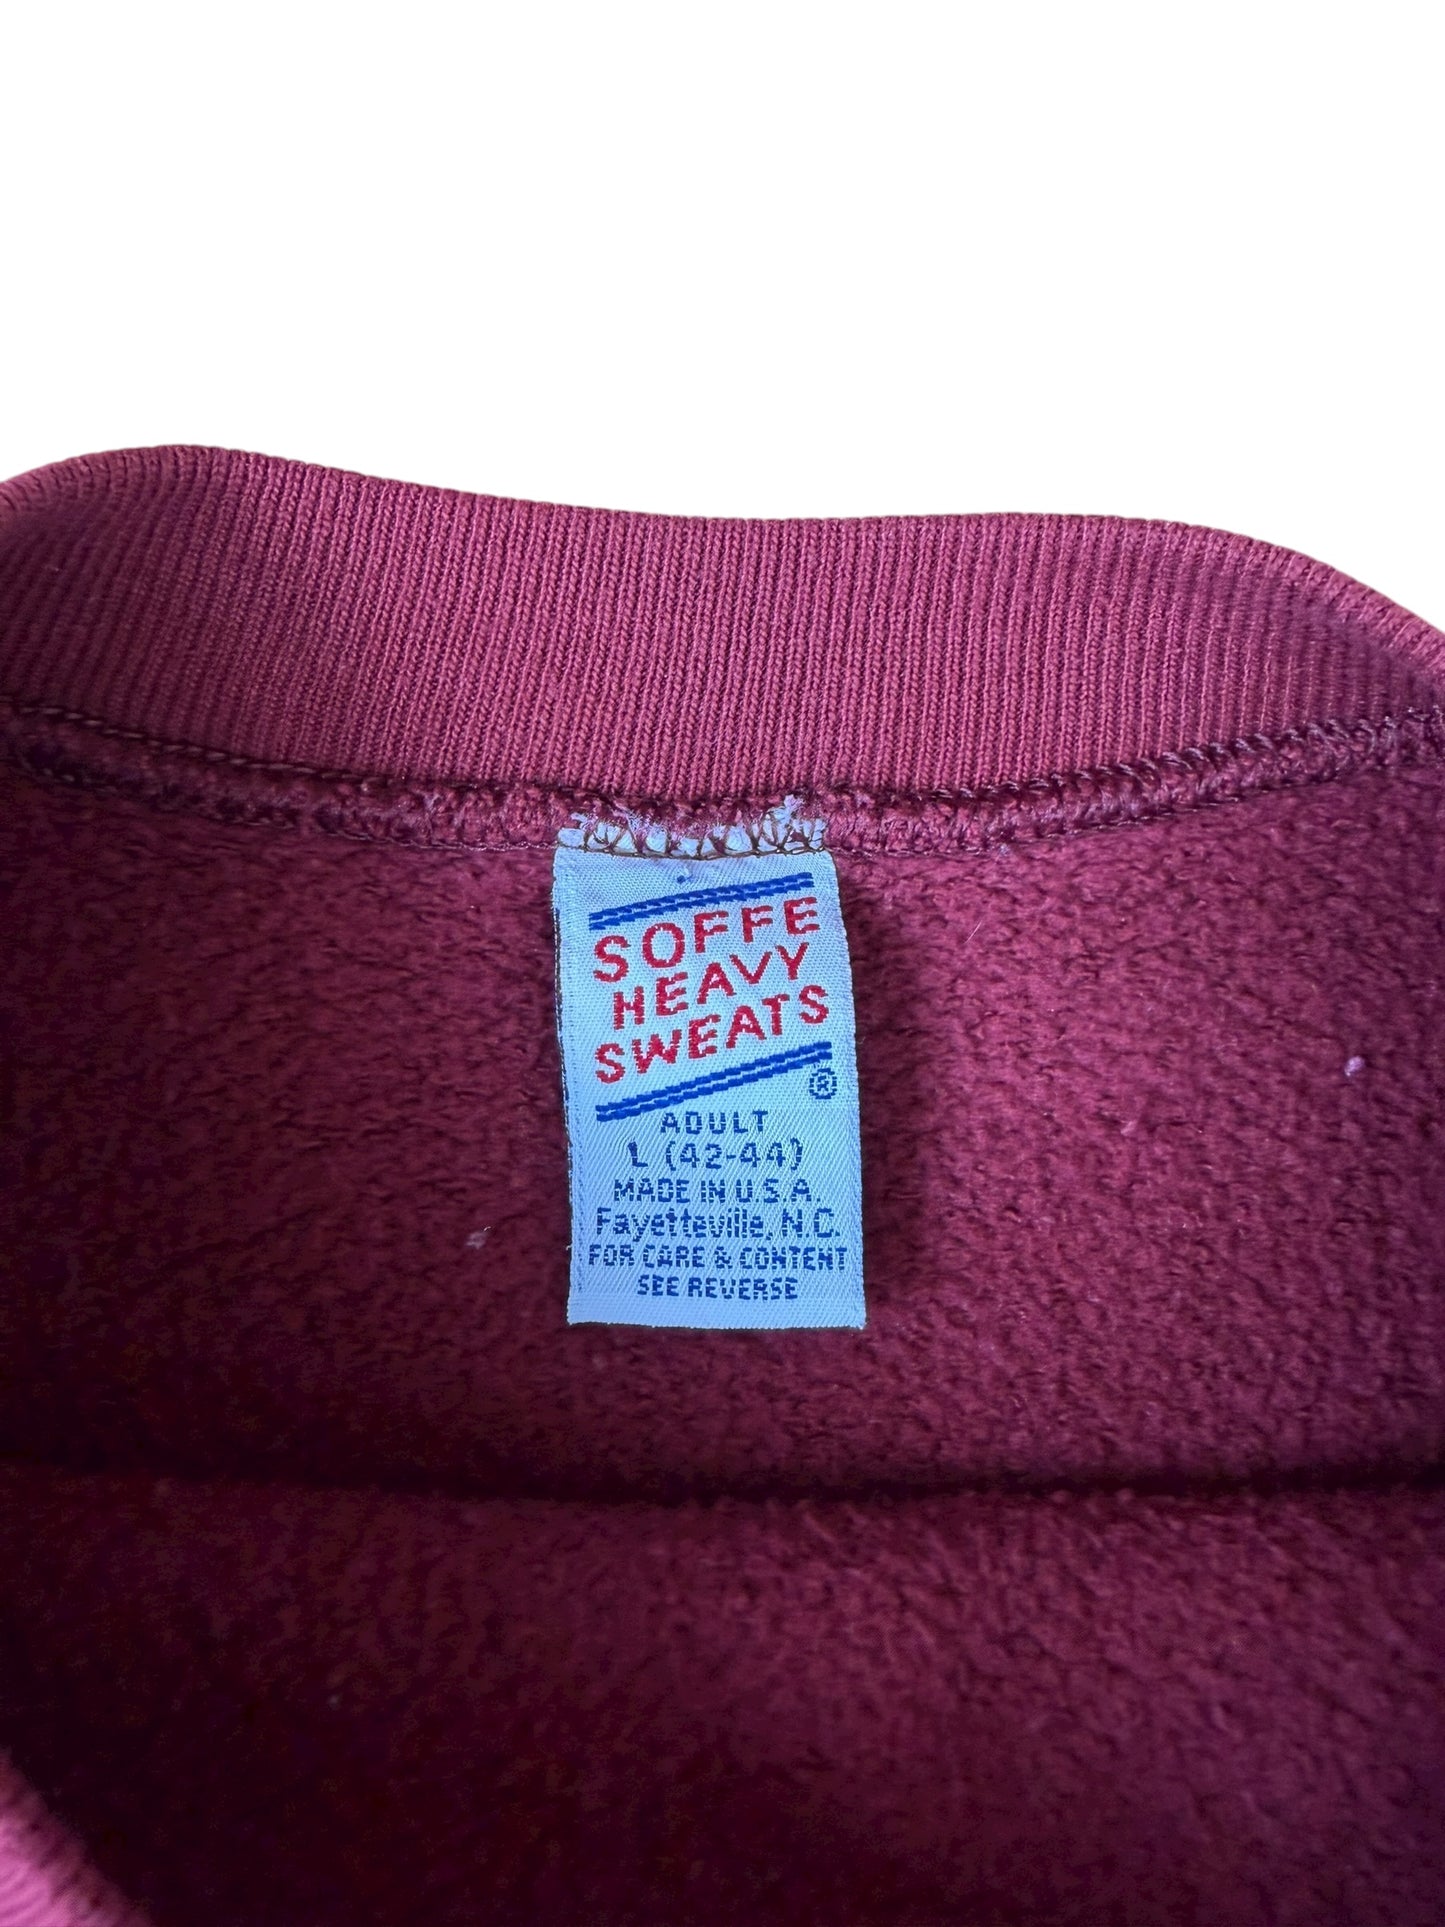 SOFFE
HEAVY
SWEATS
®
ADULT
L (42-44)
MADE IN U.S.A.
Fayetteville, N.C.
FOR CARE & CONTENT
SEE REVERSE